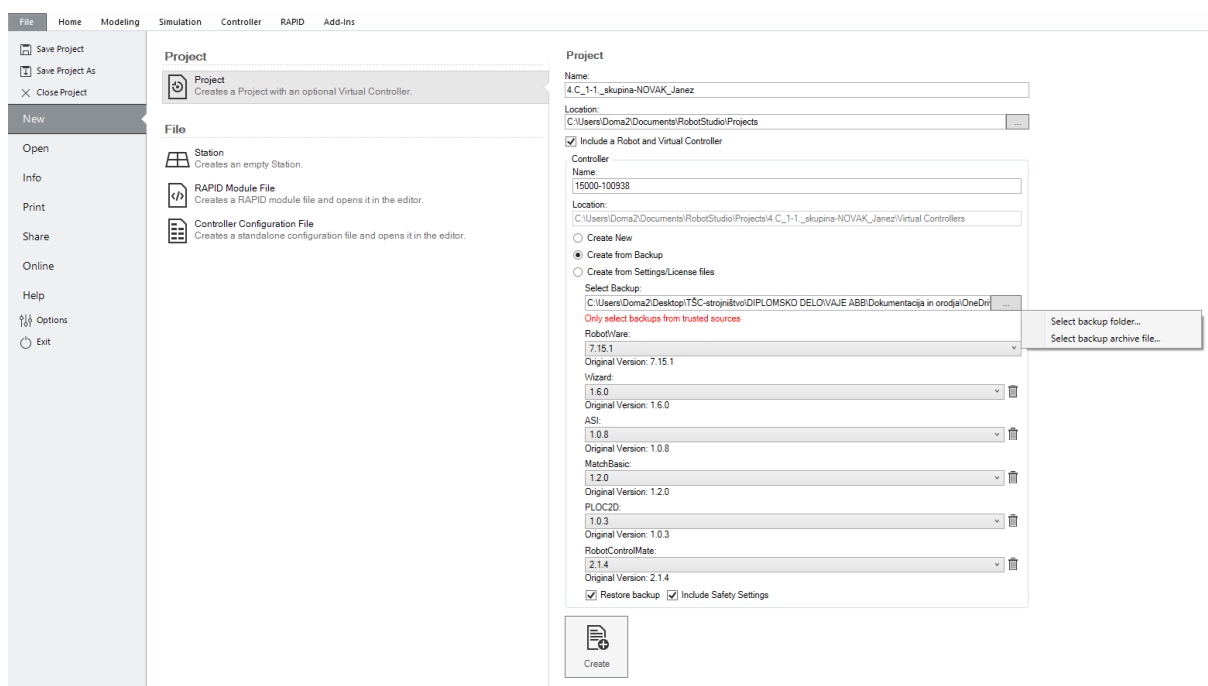 File Home Modeling Simulation Controller RAPID Add-Ins
Save Project
Save Project As
Close Project
New
Open
Info
Print
Share
Online
Help
Options
Exit
Project
Project
Creates a Project with an optional Virtual Controller.
File
Station
Creates an empty Station.
RAPID Module File
Creates a RAPID module file and opens it in the editor.
Controller Configuration File
Creates a standalone configuration file and opens it in the editor.
Project
Name:
4.C_1-1._skupina-NOVAK_Janez
Location:
C:\Users\Doma2\Documents\RobotStudio\Projects ...
Include a Robot and Virtual Controller
Controller
Name:
15000-100938
Location:
C:\Users\Doma2\Documents\RobotStudio\Projects\4.C_1-1._skupina-NOVAK_Janez\Virtual Controllers
Create New
Create from Backup
Create from Settings/License files
Select Backup:
C:\Users\Doma2\Desktop\TŠC-strojništvo\DIPLOMSKO DELO\VAJE ABB\Dokumentacija in orodja\OneDri ...
Only select backups from trusted sources
Select backup folder...
Select backup archive file...
RobotWare:
7.15.1
Original Version: 7.15.1
Wizard:
1.6.0
Original Version: 1.6.0
ASI:
1.0.8
Original Version: 1.0.8
MatchBasic:
1.2.0
Original Version: 1.2.0
PLOC2D:
1.0.3
Original Version: 1.0.3
RobotControlMate:
2.1.4
Original Version: 2.1.4
Restore backup Include Safety Settings
Create